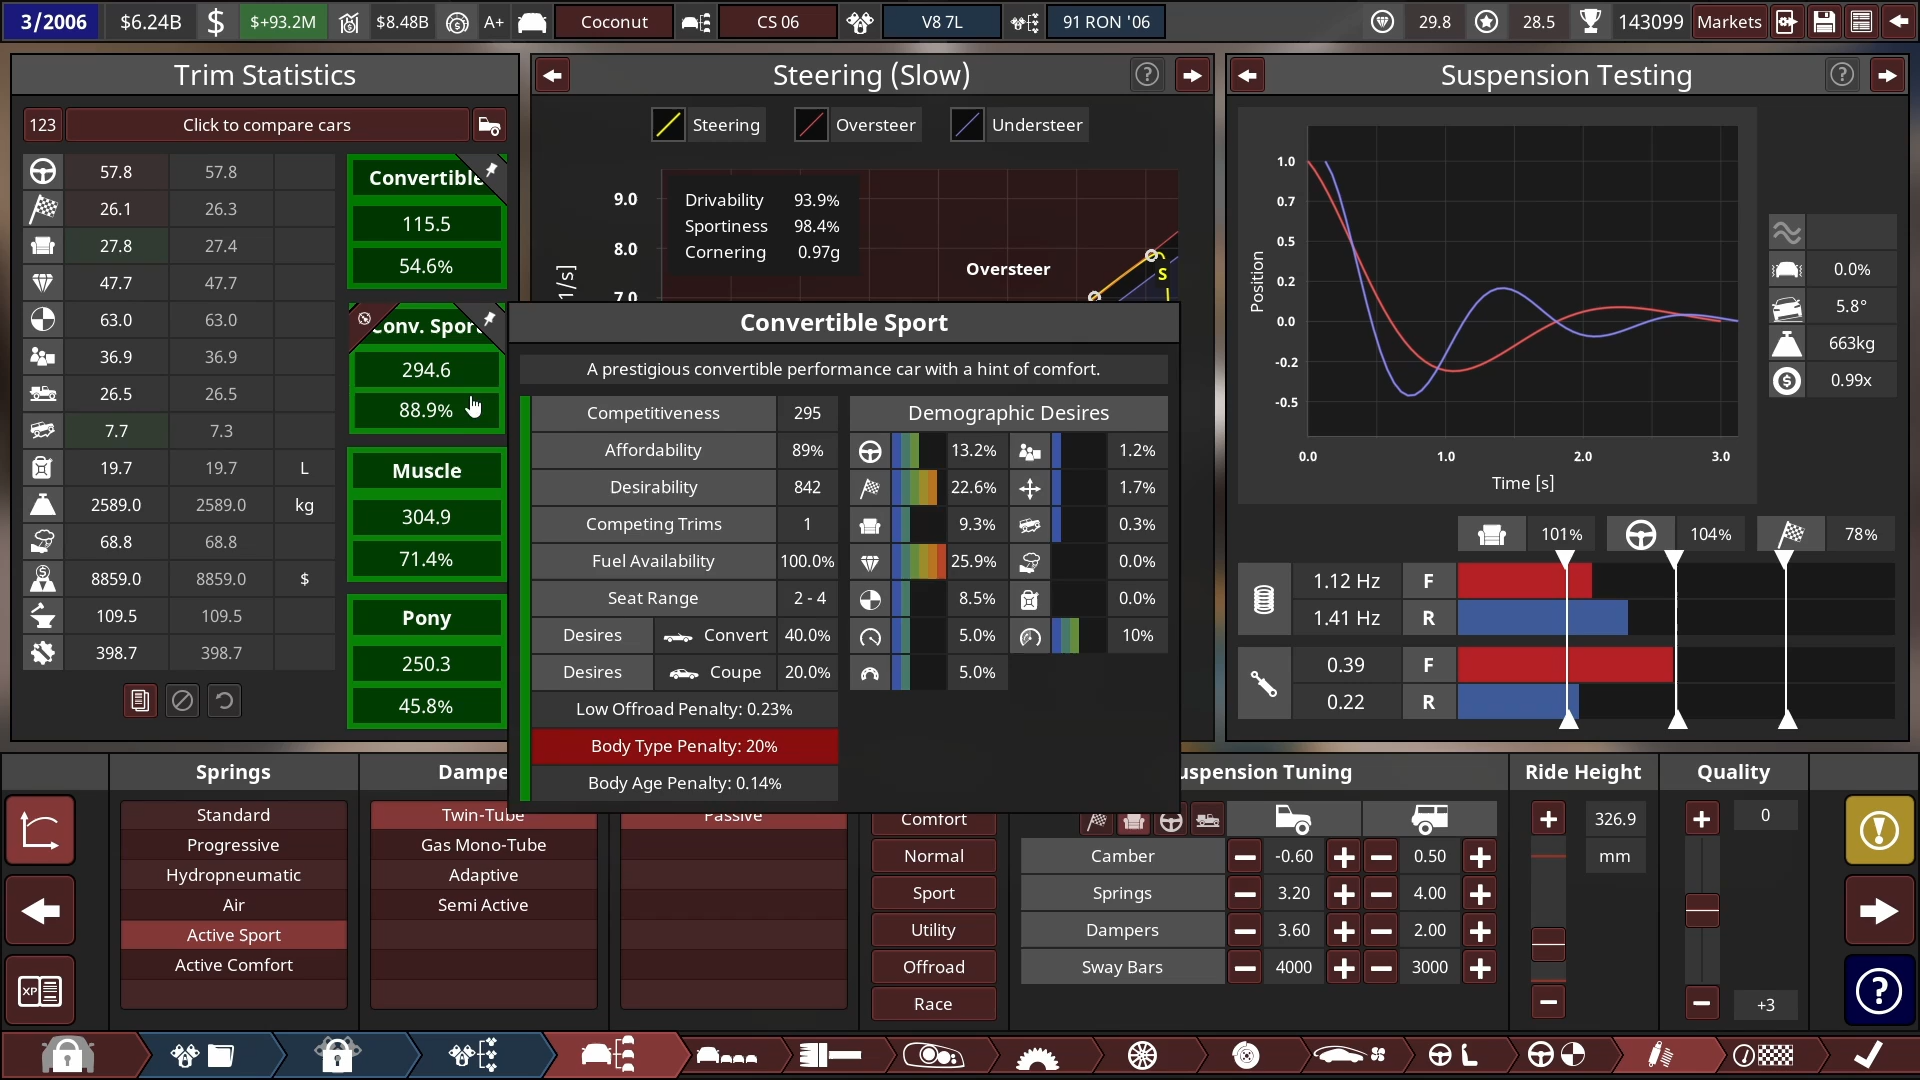 3/2006
$6.24B
$+93.2M
$8.48B
A+
Coconut
CS 06
V8 7L
91 RON '06
29.8
28.5
143099
Markets
Trim Statistics
123
Click to compare cars
57.8 57.8
26.1 26.3
27.8 27.4
47.7 47.7
63.0 63.0
36.9 36.9
26.5 26.5
7.7 7.3
19.7 19.7 L
2589.0 2589.0 kg
68.8 68.8
8859.0 8859.0 $
109.5 109.5
398.7 398.7
Convertible
115.5
54.6%
Conv. Sport
294.6
88.9%
Muscle
304.9
71.4%
Pony
250.3
45.8%
Steering (Slow)
Steering
Oversteer
Understeer
9.0
8.0
7.0
Drivability 93.9%
Sportiness 98.4%
Cornering 0.97g
Oversteer
S
Convertible Sport
A prestigious convertible performance car with a hint of comfort.
Competitiveness 295
Affordability 89%
Desirability 842
Competing Trims 1
Fuel Availability 100.0%
Seat Range 2 - 4
Desires Convert 40.0%
Desires Coupe 20.0%
Low Offroad Penalty: 0.23%
Body Type Penalty: 20%
Body Age Penalty: 0.14%
Demographic Desires
13.2% 1.2%
22.6% 1.7%
9.3% 0.3%
25.9% 0.0%
8.5% 0.0%
5.0% 10%
5.0%
Suspension Testing
1.0
0.7
0.5
0.2
0.0
-0.2
-0.5
Position
0.0 1.0 2.0 3.0
Time [s]
0.0%
5.8°
663kg
0.99x
101% 104% 78%
1.12 Hz F
1.41 Hz R
0.39 F
0.22 R
Springs
Standard
Progressive
Hydropneumatic
Air
Active Sport
Active Comfort
Twin-Tube
Gas Mono-Tube
Adaptive
Semi Active
Passive
Comfort
Normal
Sport
Utility
Offroad
Race
Camber -0.60 0.50
Springs 3.20 4.00
Dampers 3.60 2.00
Sway Bars 4000 3000
Ride Height
326.9
mm
Quality
0
+3
XP